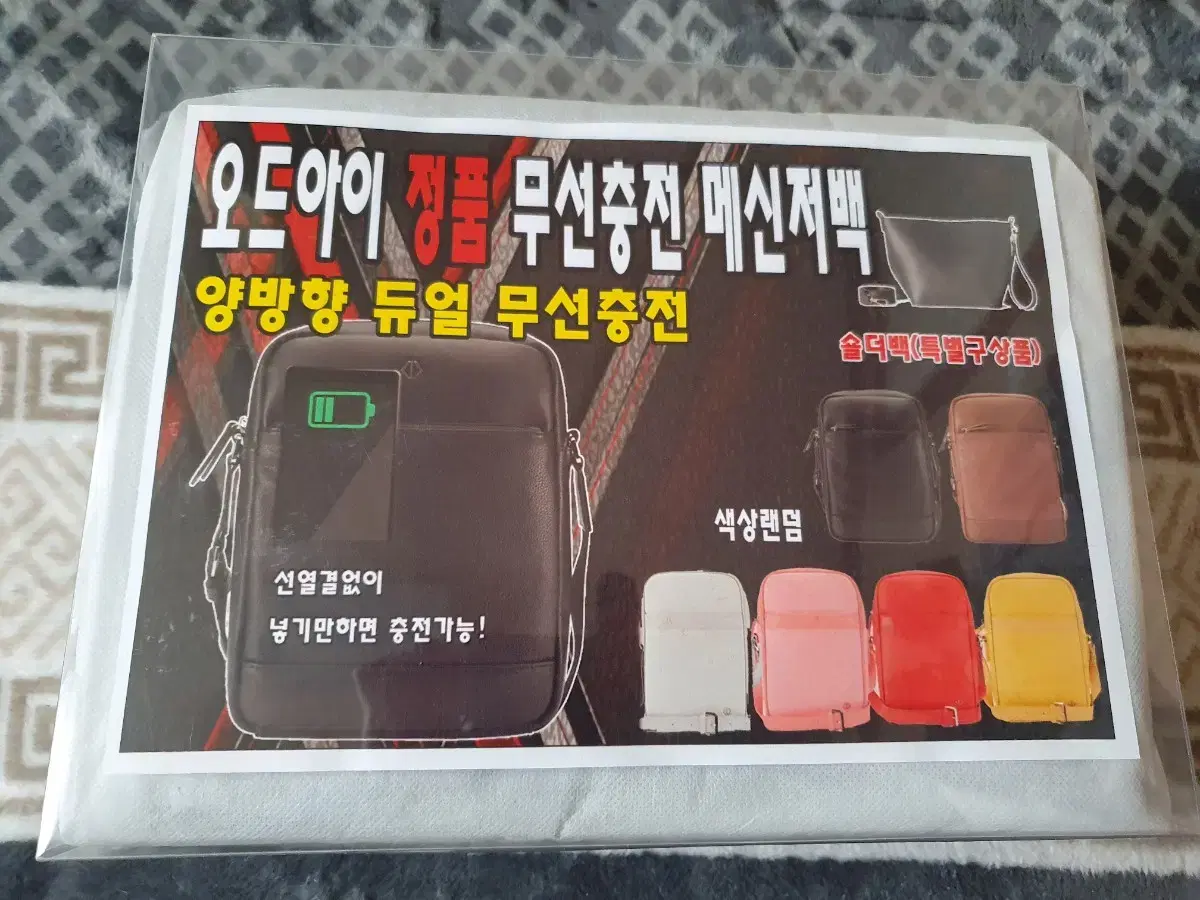 오드아이 정품 무선충전 메신저백
양방향 듀얼 무선충전
숄더백(특별구상품)
색상랜덤
선열결없이
넣기만하면 충전가능!